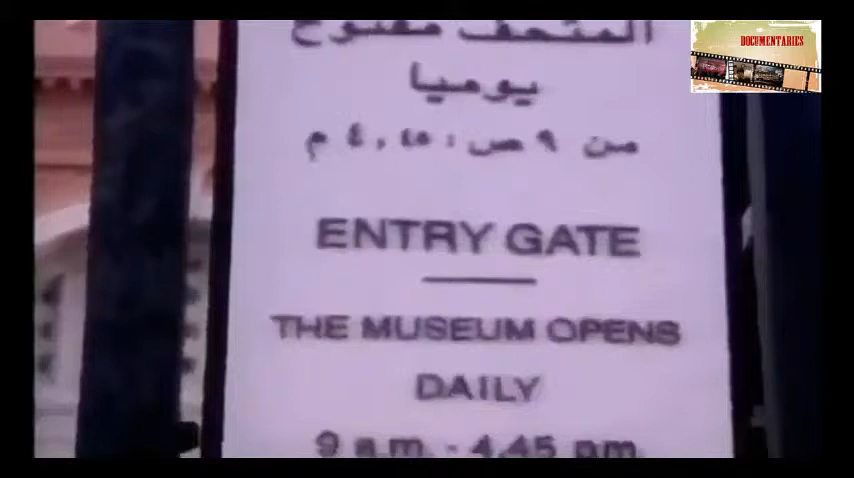 المتحف مفتوح
يوميا
من ٩ ص : ٤,٤٥ م
ENTRY GATE
THE MUSEUM OPENS
DAILY
9 a.m. - 4.45 pm
DOCUMENTARIES